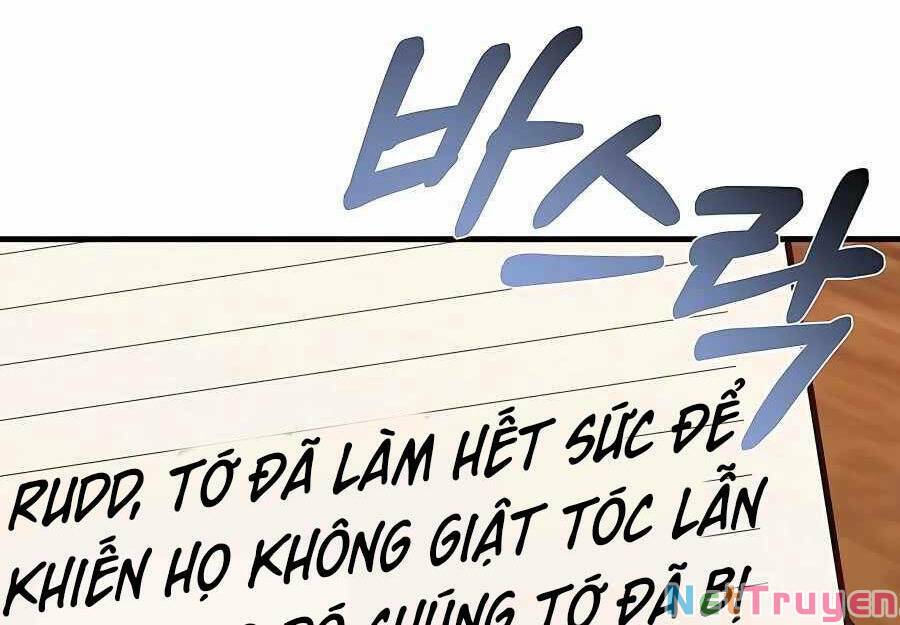 바스락
RUDD, TỚ ĐÃ LÀM HẾT SỨC ĐỂ
KHIẾN HỌ KHÔNG GIẬT TÓC LẪN
ĐÓ CHÚNG TỚ ĐÃ BỊ
NetTruyen